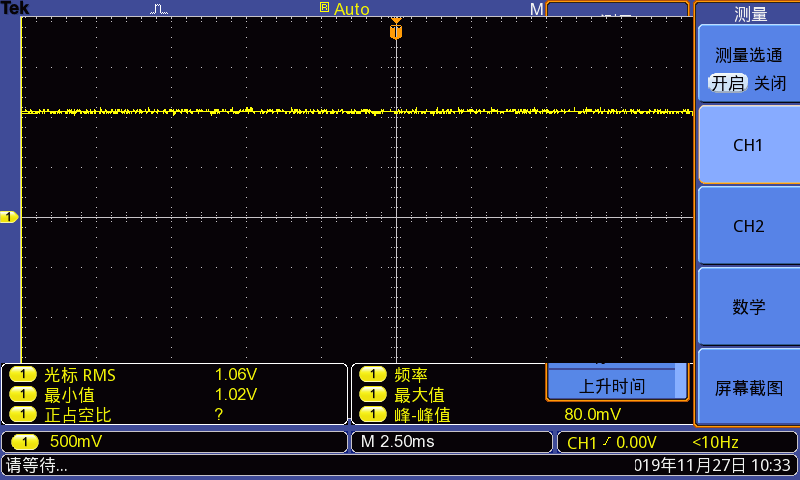 Tek Auto M
测量
测量选通
开启 关闭
CH1
CH2
数学
屏幕截图
1
1 光标 RMS 1.06V
1 最小值 1.02V
1 正占空比 ?
1 频率
1 最大值
1 峰-峰值 80.0mV
上升时间
1 500mV
M 2.50ms
CH1 0.00V <10Hz
请等待...
019年11月27日 10:33